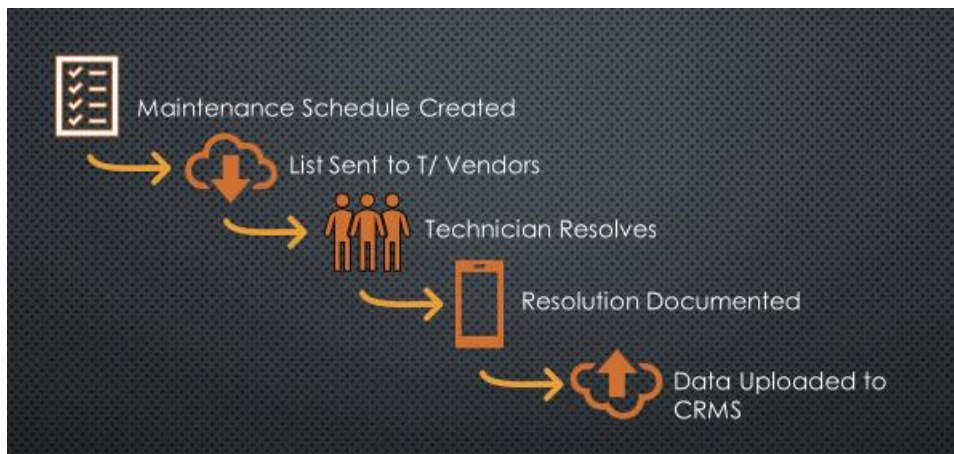 Maintenance Schedule Created
List Sent to T/ Vendors
Technician Resolves
Resolution Documented
Data Uploaded to
CRMS